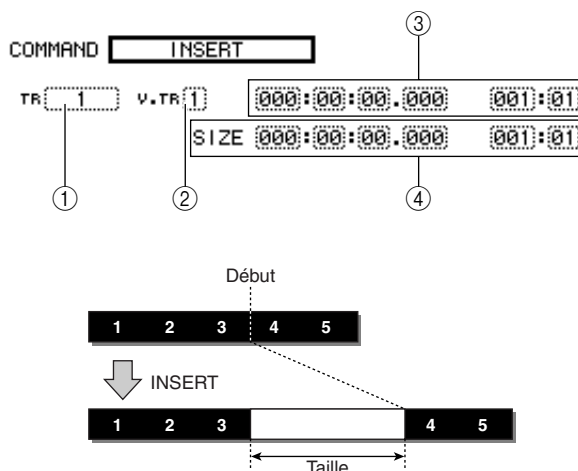 ③
COMMAND INSERT
TR 1 V.TR 1 000:00:00.000 001:01
SIZE 000:00:00.000 001:01
① ② ④
Début
1 2 3 4 5
INSERT
1 2 3 4 5
Taille